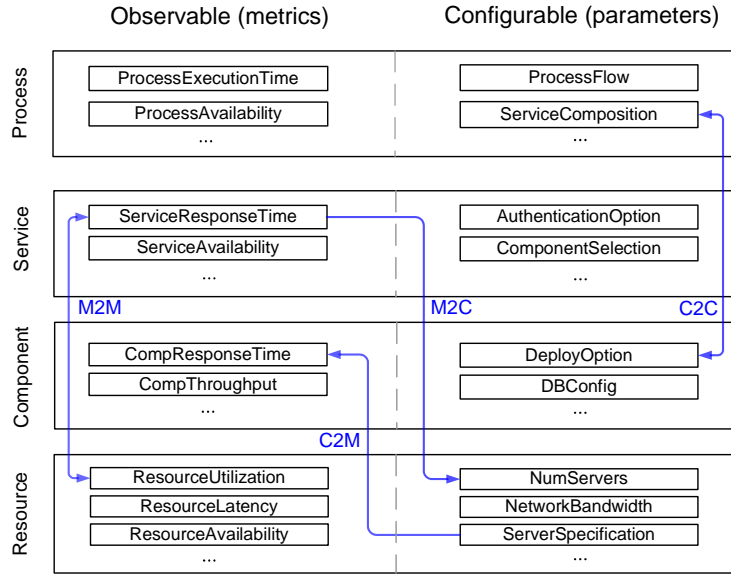 Observable (metrics)
Configurable (parameters)
Process
ProcessExecutionTime
ProcessAvailability
...
ProcessFlow
ServiceComposition
...
Service
ServiceResponseTime
ServiceAvailability
...
AuthenticationOption
ComponentSelection
...
M2M
M2C
C2C
Component
CompResponseTime
CompThroughput
...
DeployOption
DBConfig
...
C2M
Resource
ResourceUtilization
ResourceLatency
ResourceAvailability
...
NumServers
NetworkBandwidth
ServerSpecification
...